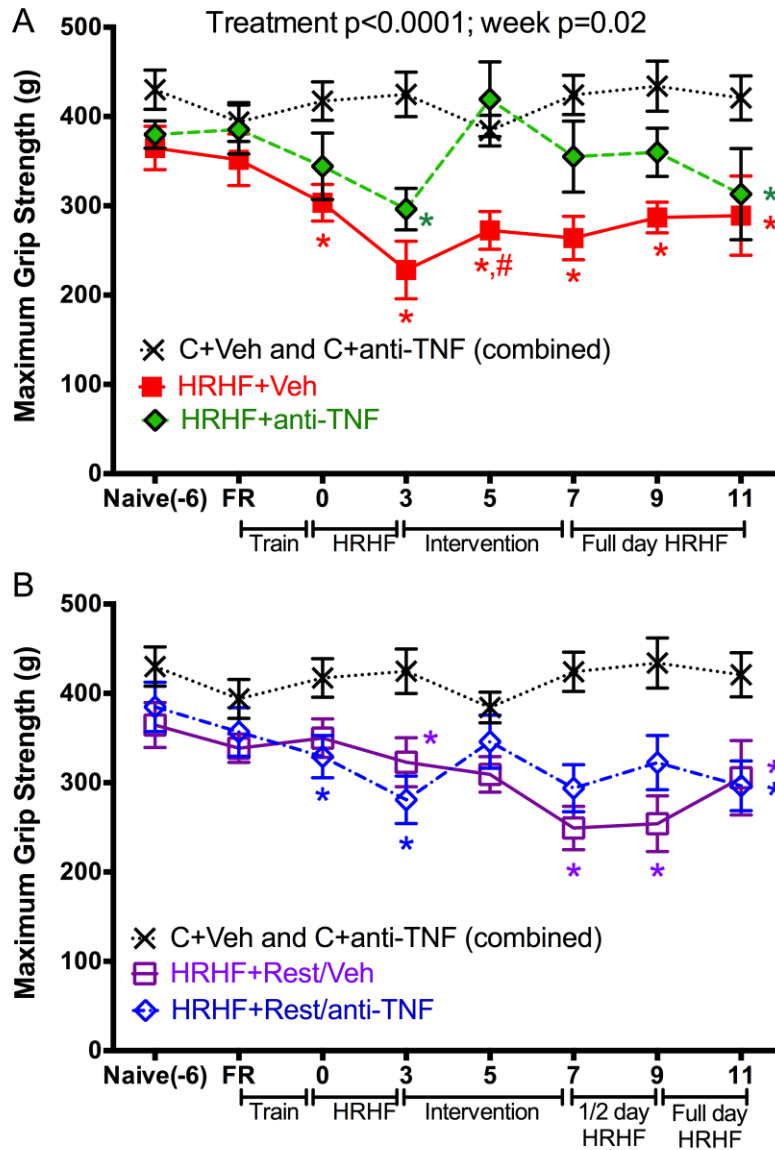 A
Treatment p<0.0001; week p=0.02
Maximum Grip Strength (g)
500
400
300
200
100
0
*
*
*
*,#
*
*
*
*
C+Veh and C+anti-TNF (combined)
HRHF+Veh
HRHF+anti-TNF
Naive(-6) FR 0 3 5 7 9 11
Train HRHF Intervention Full day HRHF
B
Maximum Grip Strength (g)
500
400
300
200
100
0
*
*
*
*
*
*
*
C+Veh and C+anti-TNF (combined)
HRHF+Rest/Veh
HRHF+Rest/anti-TNF
Naive(-6) FR 0 3 5 7 9 11
Train HRHF Intervention 1/2 day HRHF Full day HRHF